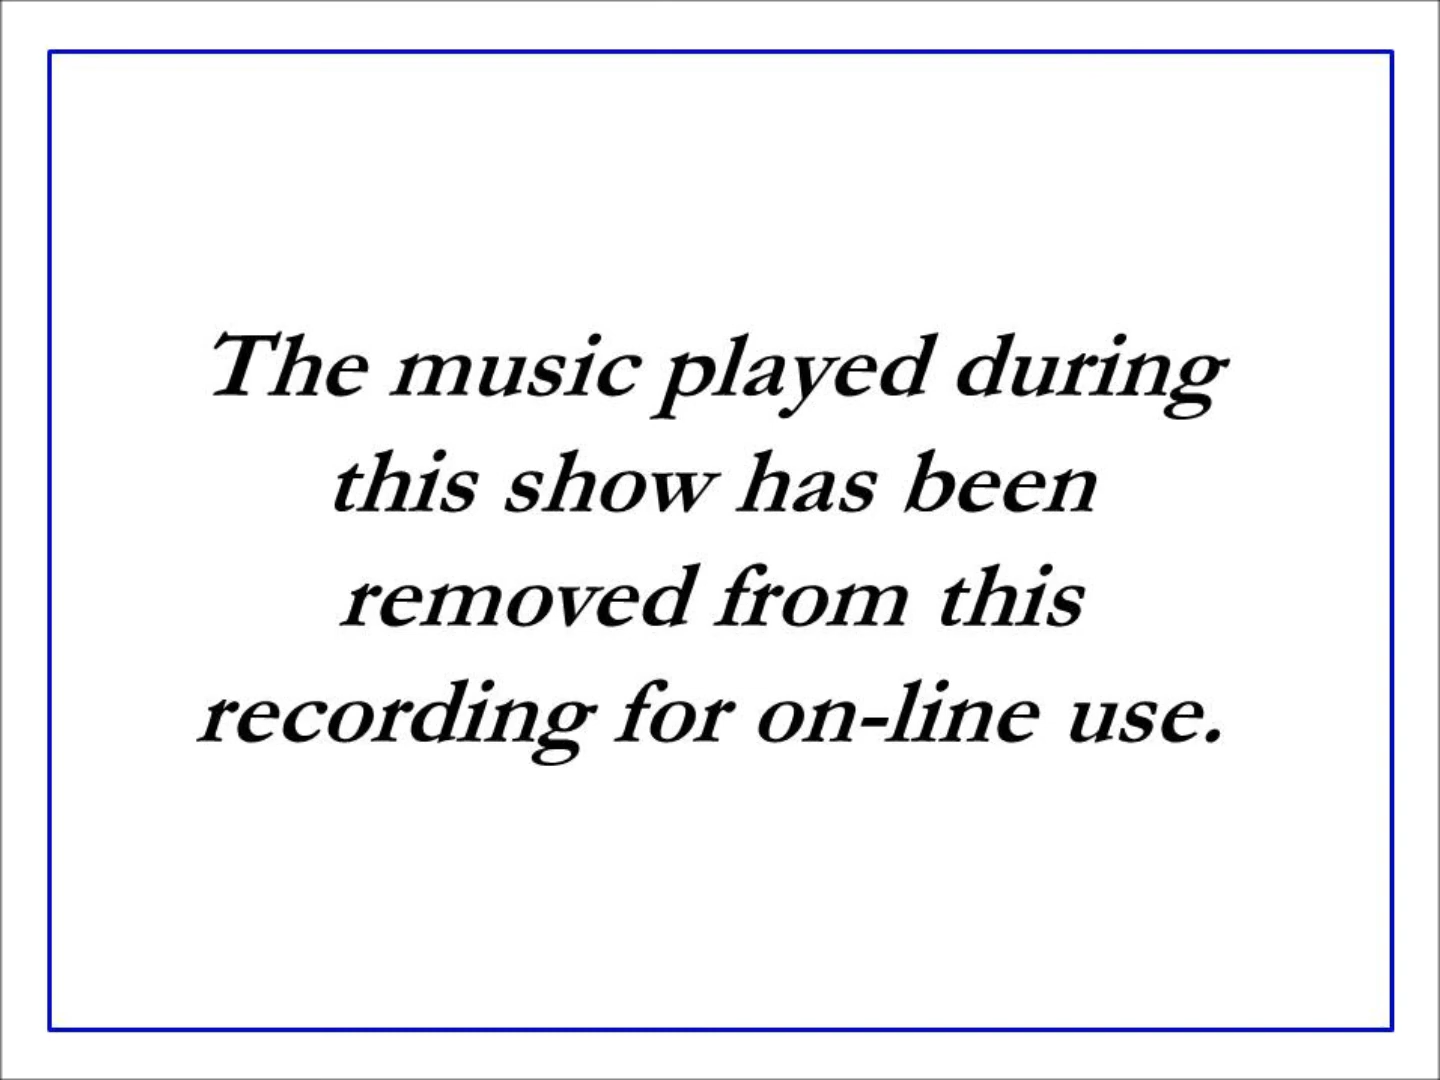 The music played during
this show has been
removed from this
recording for on-line use.